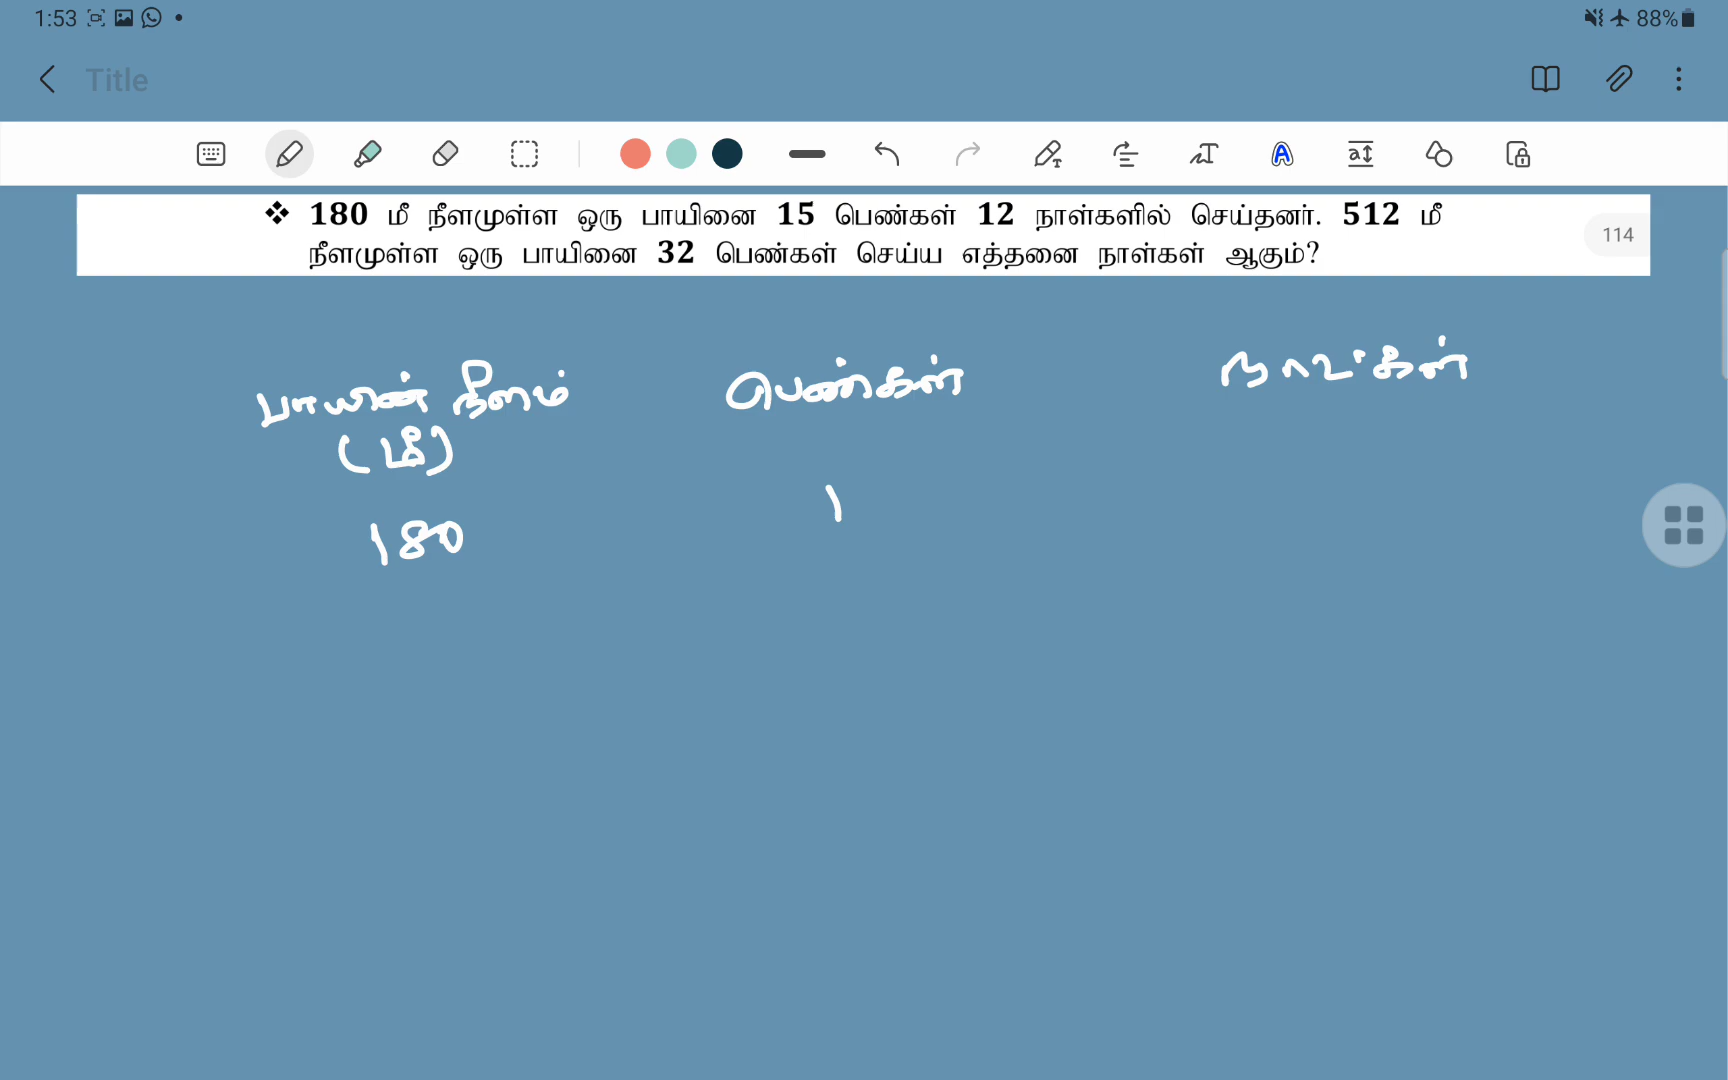 1:53
88%
Title
❖ 180 மீ நீளமுள்ள ஒரு பாயினை 15 பெண்கள் 12 நாள்களில் செய்தனர். 512 மீ
நீளமுள்ள ஒரு பாயினை 32 பெண்கள் செய்ய எத்தனை நாள்கள் ஆகும்?
114
பாயின் நீளம் பெண்கள் நாட்கள்
(மீ)
180 1